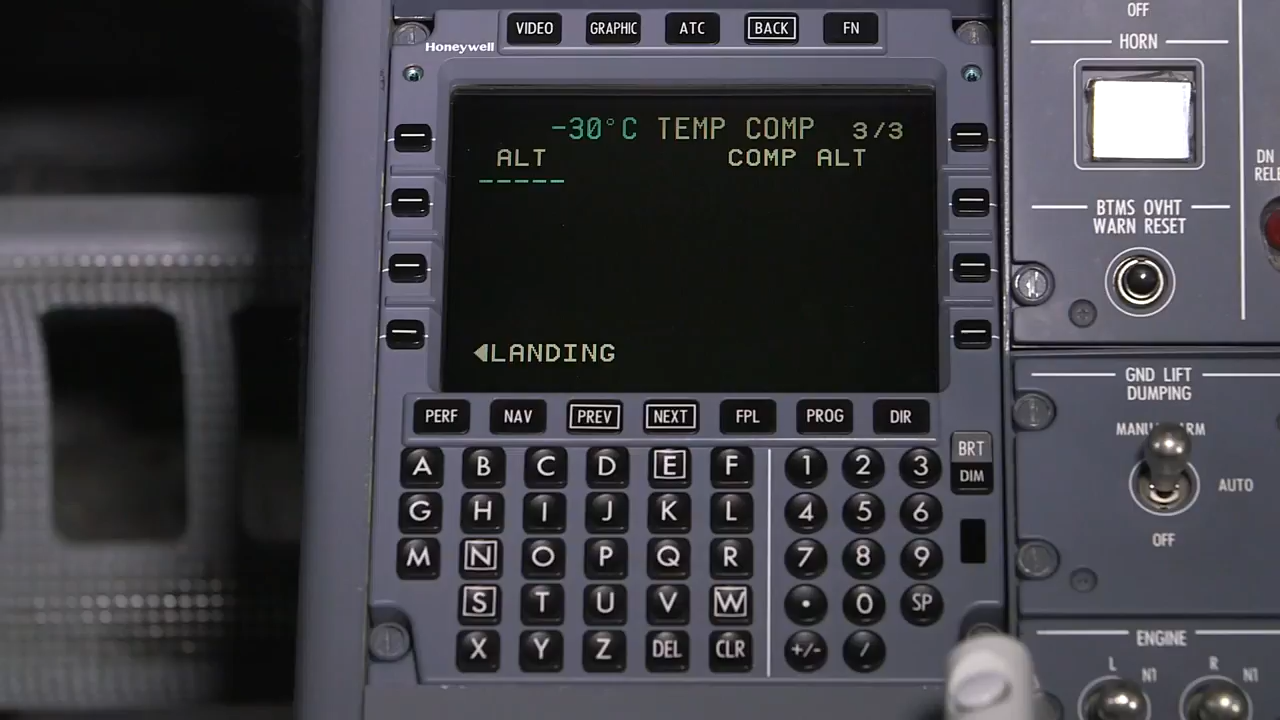 VIDEO GRAPHIC ATC BACK FN
Honeywell
-30°C TEMP COMP 3/3
ALT COMP ALT
-----
◀LANDING
PERF NAV PREV NEXT FPL PROG DIR
BRT
DIM
A B C D E F 1 2 3
G H I J K L 4 5 6
M N O P Q R 7 8 9
S T U V W • 0 SP
X Y Z DEL CLR +/- /
OFF
HORN
DN
BTMS OVHT
WARN RESET
GND LIFT
DUMPING
AUTO
OFF
ENGINE
L N1 R N1